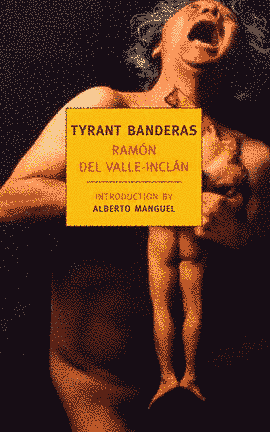 TYRANT BANDERAS
RAMÓN
DEL VALLE-INCLÁN
INTRODUCTION BY
ALBERTO MANGUEL